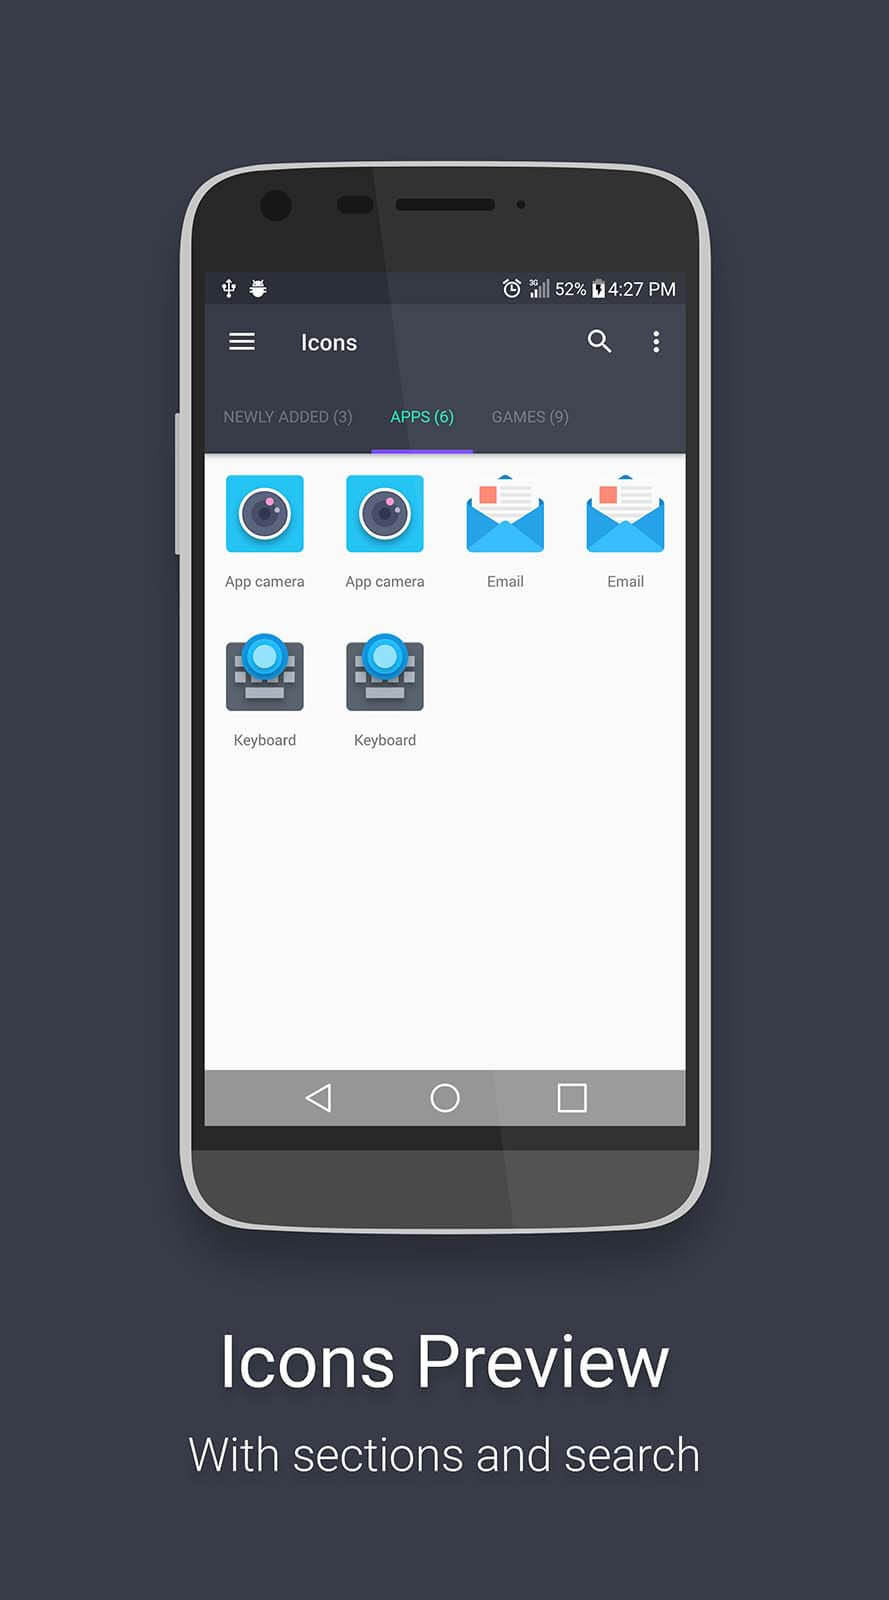 3G 52% 4:27 PM
Icons
NEWLY ADDED (3) APPS (6) GAMES (9)
App camera App camera Email Email
Keyboard Keyboard
Icons Preview
With sections and search